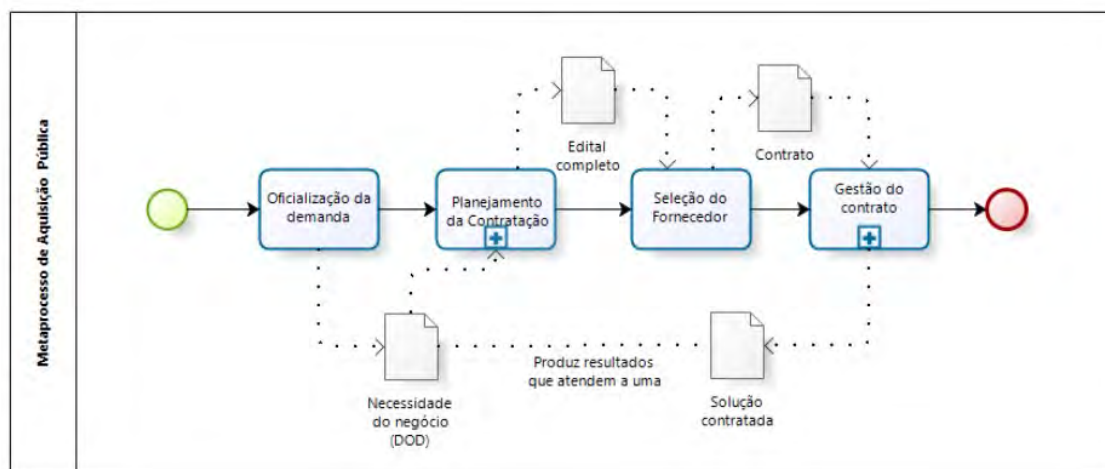 Metaprocesso de Aquisição Pública
Edital
completo
Contrato
Oficialização da
demanda
Planejamento
da Contratação
Seleção do
Fornecedor
Gestão do
contrato
Produz resultados
que atendem a uma
Necessidade
do negócio
(DOD)
Solução
contratada